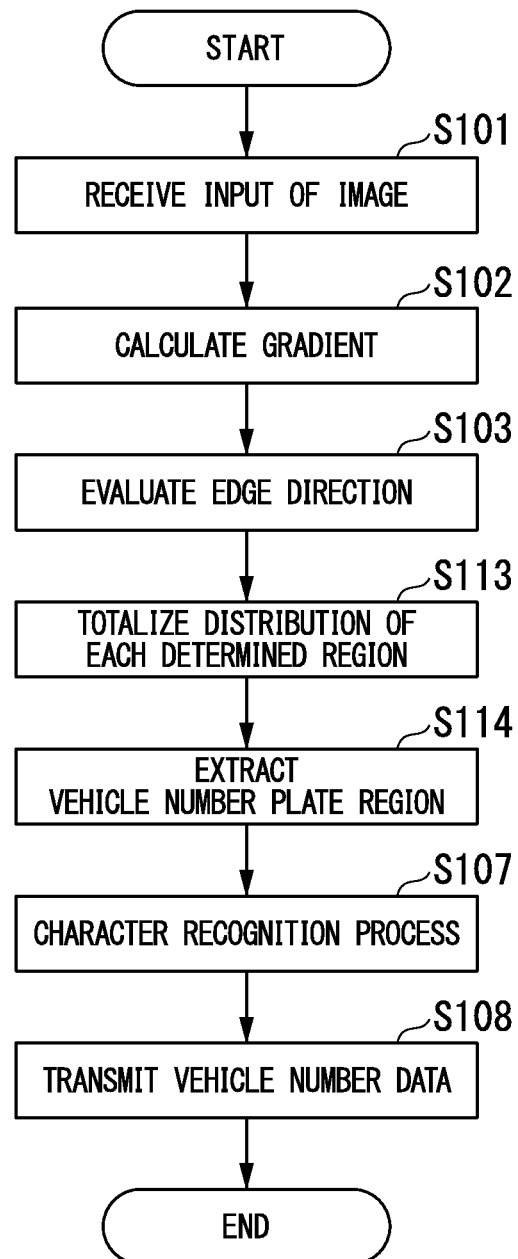 START
S101
RECEIVE INPUT OF IMAGE
S102
CALCULATE GRADIENT
S103
EVALUATE EDGE DIRECTION
S113
TOTALIZE DISTRIBUTION OF
EACH DETERMINED REGION
S114
EXTRACT
VEHICLE NUMBER PLATE REGION
S107
CHARACTER RECOGNITION PROCESS
S108
TRANSMIT VEHICLE NUMBER DATA
END